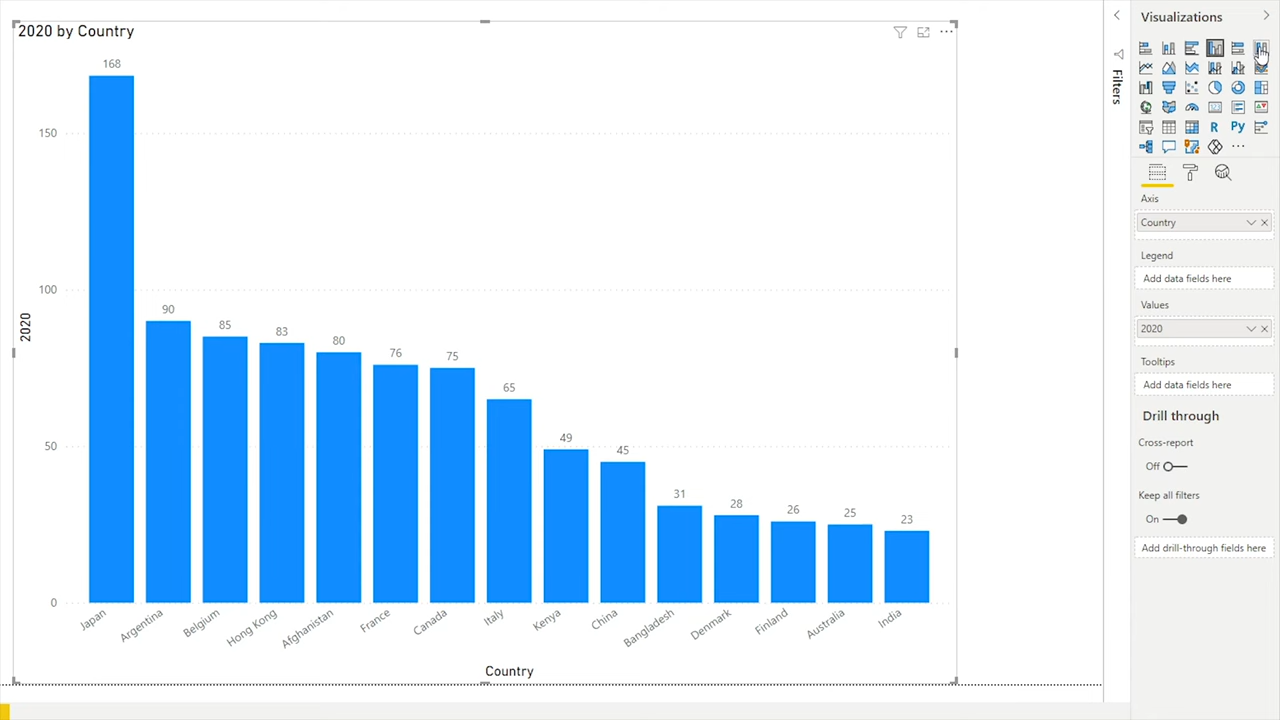 2020 by Country
168
90
85
83
80
76
75
65
49
45
31
28
26
25
23
150
100
50
0
2020
Japan
Argentina
Belgium
Hong Kong
Afghanistan
France
Canada
Italy
Kenya
China
Bangladesh
Denmark
Finland
Australia
India
Country
Filters
Visualizations
R
Py
Axis
Country
Legend
Add data fields here
Values
2020
Tooltips
Add data fields here
Drill through
Cross-report
Off
Keep all filters
On
Add drill-through fields here